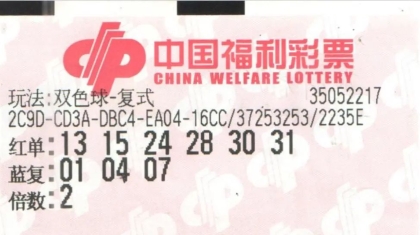 中国福利彩票
CHINA WELFARE LOTTERY
玩法:双色球-复式 35052217
2C9D-CD3A-DBC4-EA04-16CC/37253253/2235E
红单:13 15 24 28 30 31
蓝复:01 04 07
倍数:2